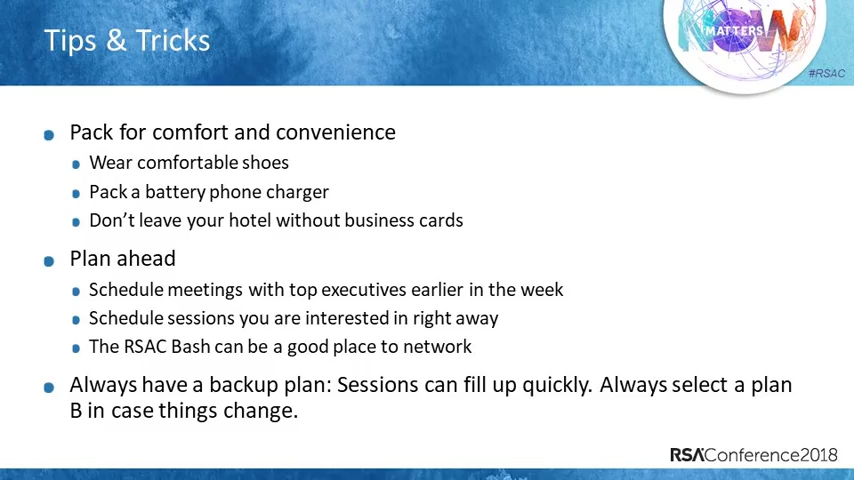 Tips & Tricks
NOW
MATTERS
#RSAC
Pack for comfort and convenience
Wear comfortable shoes
Pack a battery phone charger
Don’t leave your hotel without business cards
Plan ahead
Schedule meetings with top executives earlier in the week
Schedule sessions you are interested in right away
The RSAC Bash can be a good place to network
Always have a backup plan: Sessions can fill up quickly. Always select a plan
B in case things change.
RSAConference2018